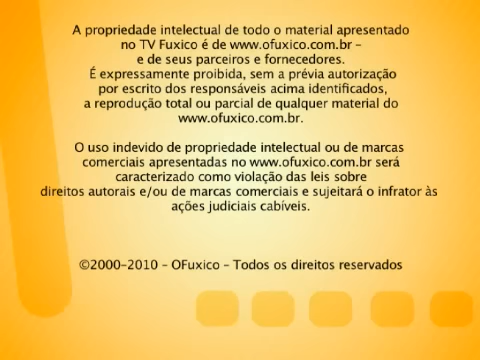 A propriedade intelectual de todo o material apresentado
no TV Fuxico é de www.ofuxico.com.br -
e de seus parceiros e fornecedores.
É expressamente proibida, sem a prévia autorização
por escrito dos responsáveis acima identificados,
a reprodução total ou parcial de qualquer material do
www.ofuxico.com.br.
O uso indevido de propriedade intelectual ou de marcas
comerciais apresentadas no www.ofuxico.com.br será
caracterizado como violação das leis sobre
direitos autorais e/ou de marcas comerciais e sujeitará o infrator às
ações judiciais cabíveis.
©2000-2010 - OFuxico - Todos os direitos reservados